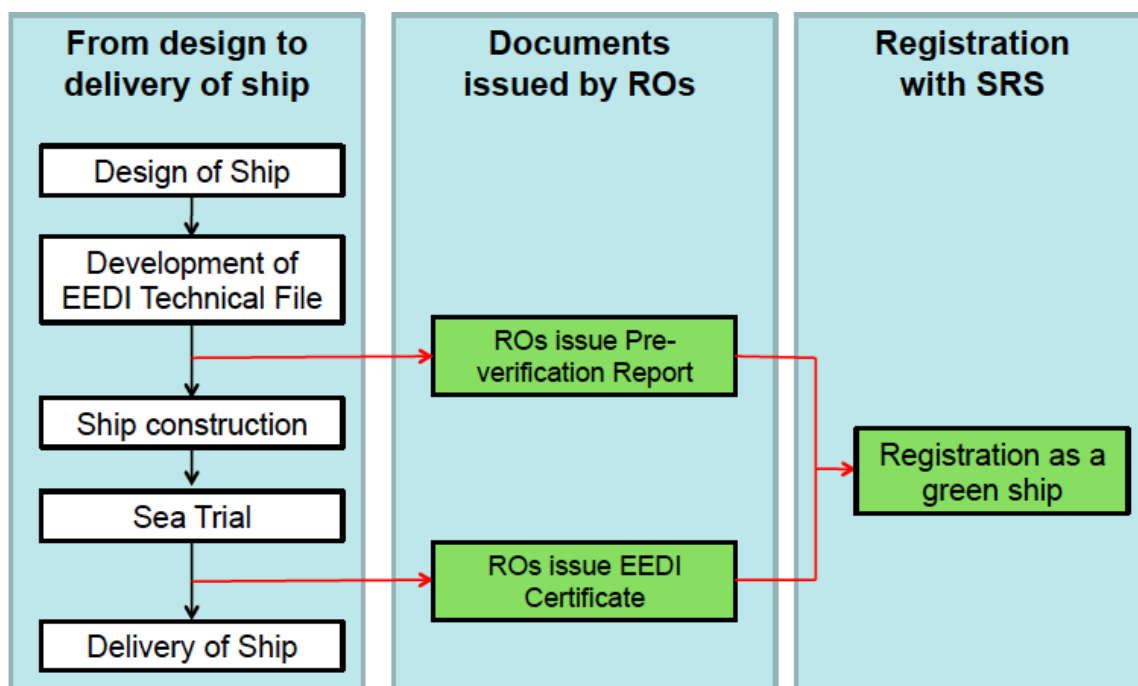 From design to
delivery of ship
Design of Ship
Development of
EEDI Technical File
Ship construction
Sea Trial
Delivery of Ship
Documents
issued by ROs
ROs issue Pre-
verification Report
ROs issue EEDI
Certificate
Registration
with SRS
Registration as a
green ship